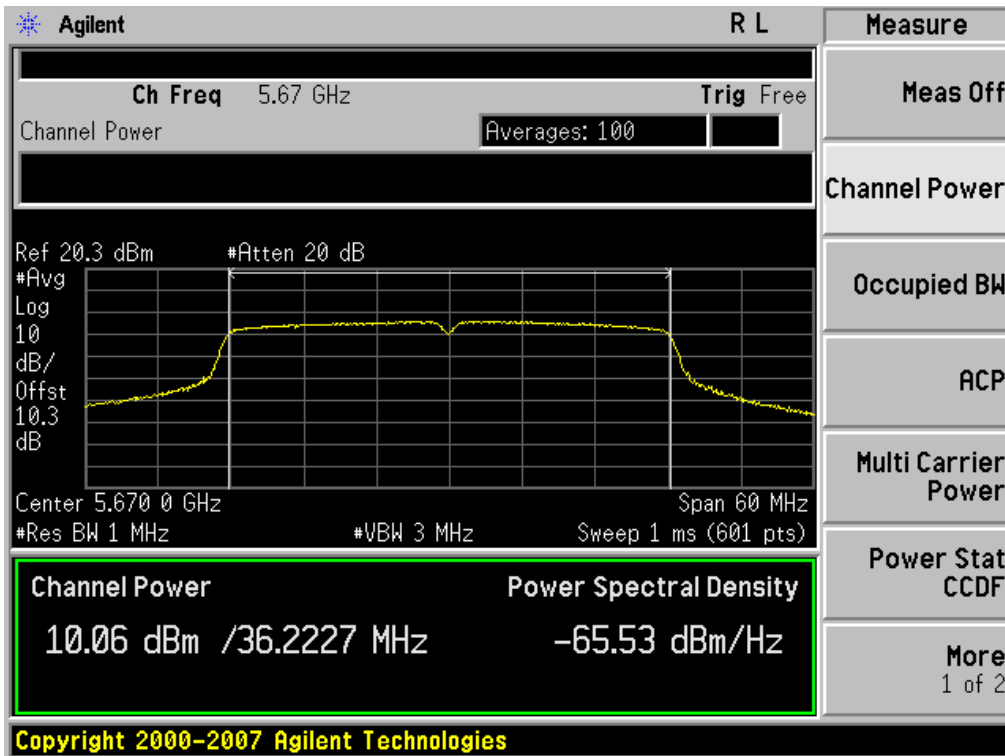 Agilent R L
Ch Freq 5.67 GHz Trig Free
Channel Power Averages: 100
Ref 20.3 dBm #Atten 20 dB
#Avg
Log
10
dB/
Offst
10.3
dB
Center 5.670 0 GHz Span 60 MHz
#Res BW 1 MHz #VBW 3 MHz Sweep 1 ms (601 pts)
Channel Power Power Spectral Density
10.06 dBm /36.2227 MHz -65.53 dBm/Hz
Copyright 2000-2007 Agilent Technologies
Measure
Meas Off
Channel Power
Occupied BW
ACP
Multi Carrier
Power
Power Stat
CCDF
More
1 of 2